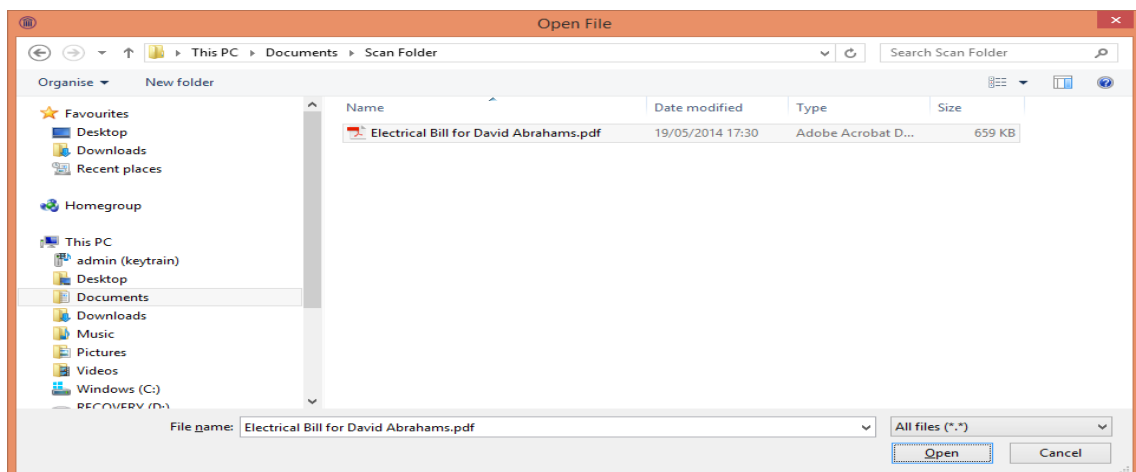 Open File
This PC Documents Scan Folder
Search Scan Folder
Organise New folder
Name Date modified Type Size
Electrical Bill for David Abrahams.pdf 19/05/2014 17:30 Adobe Acrobat D... 659 KB
Favourites
Desktop
Downloads
Recent places
Homegroup
This PC
admin (keytrain)
Desktop
Documents
Downloads
Music
Pictures
Videos
Windows (C:)
RECOVERY (D:)
File name: Electrical Bill for David Abrahams.pdf All files (*.*)
Open Cancel